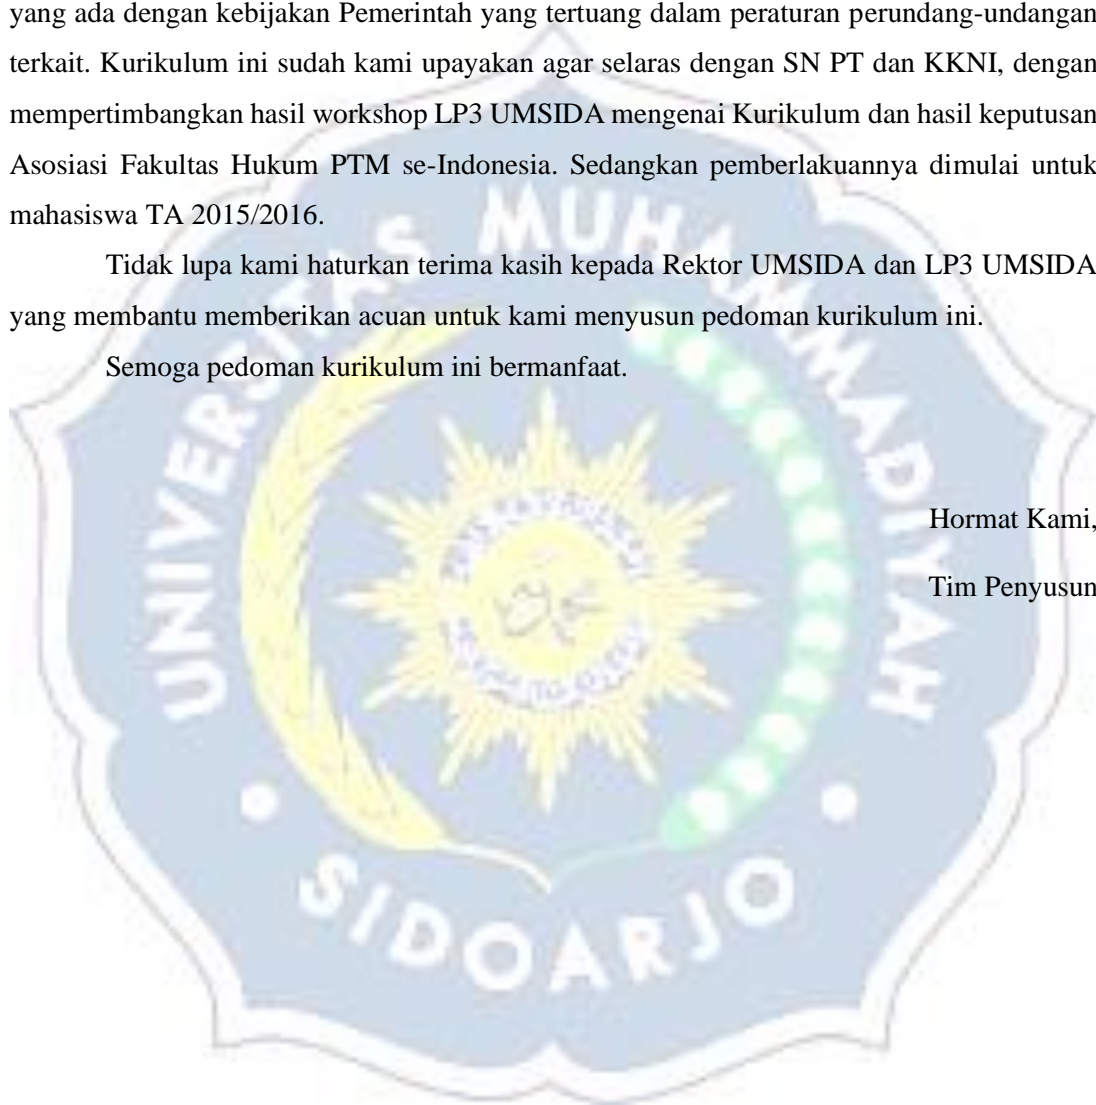 yang ada dengan kebijakan Pemerintah yang tertuang dalam peraturan perundang-undangan
terkait. Kurikulum ini sudah kami upayakan agar selaras dengan SN PT dan KKNI, dengan
mempertimbangkan hasil workshop LP3 UMSIDA mengenai Kurikulum dan hasil keputusan
Asosiasi Fakultas Hukum PTM se-Indonesia. Sedangkan pemberlakuannya dimulai untuk
mahasiswa TA 2015/2016.
Tidak lupa kami haturkan terima kasih kepada Rektor UMSIDA dan LP3 UMSIDA
yang membantu memberikan acuan untuk kami menyusun pedoman kurikulum ini.
Semoga pedoman kurikulum ini bermanfaat.
Hormat Kami,
Tim Penyusun
UNIVERSITAS MUHAMMADIYAH
SIDOARJO